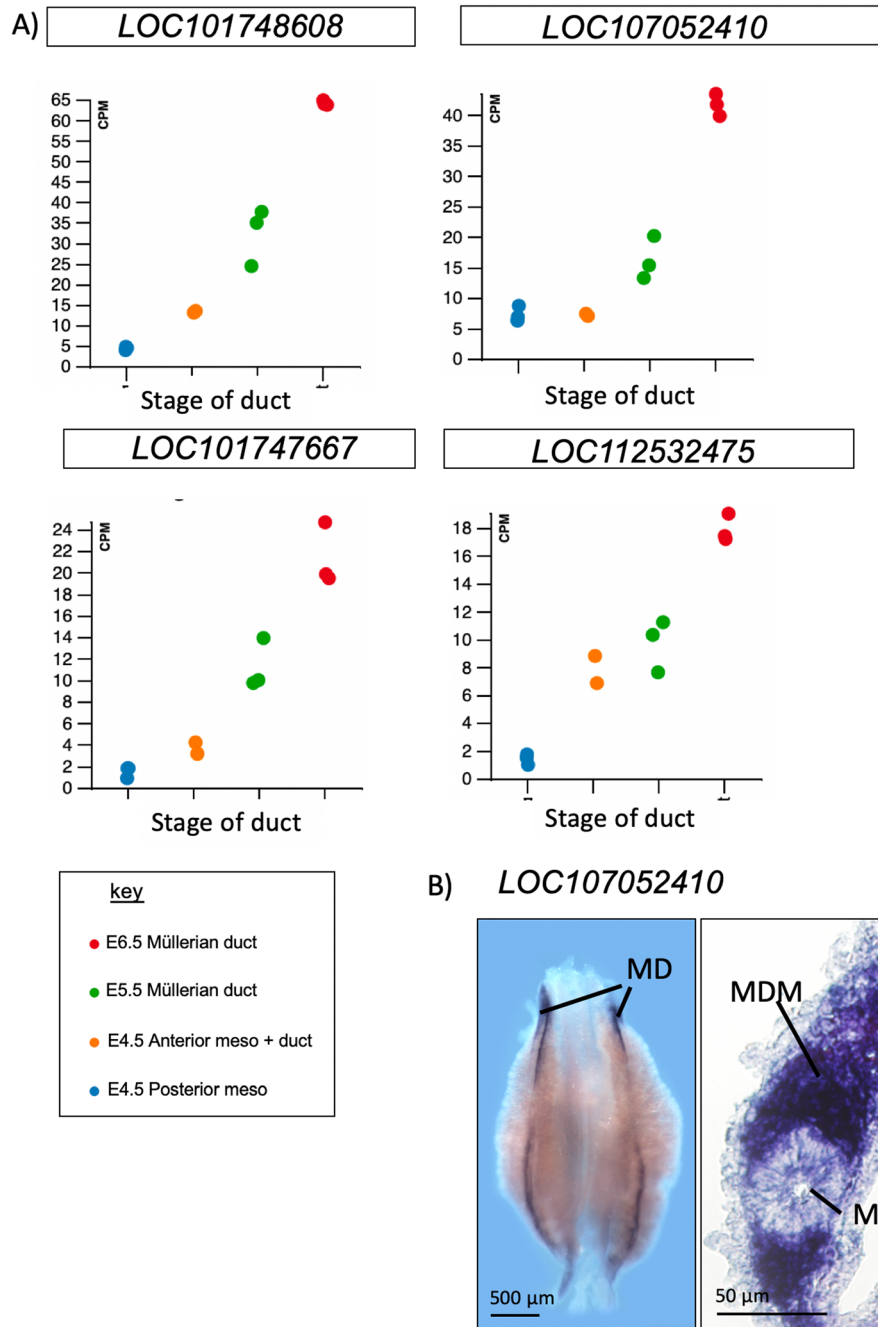 A)
LOC101748608
LOC107052410
65
60
55
50
45
40
35
30
25
20
15
10
5
0
CPM
Stage of duct
40
35
30
25
20
15
10
5
0
CPM
Stage of duct
LOC101747667
LOC112532475
24
22
20
18
16
14
12
10
8
6
4
2
0
CPM
Stage of duct
18
16
14
12
10
8
6
4
2
0
CPM
Stage of duct
key
E6.5 Müllerian duct
E5.5 Müllerian duct
E4.5 Anterior meso + duct
E4.5 Posterior meso
B)
LOC107052410
MD
500 µm
MDM
M
50 µm